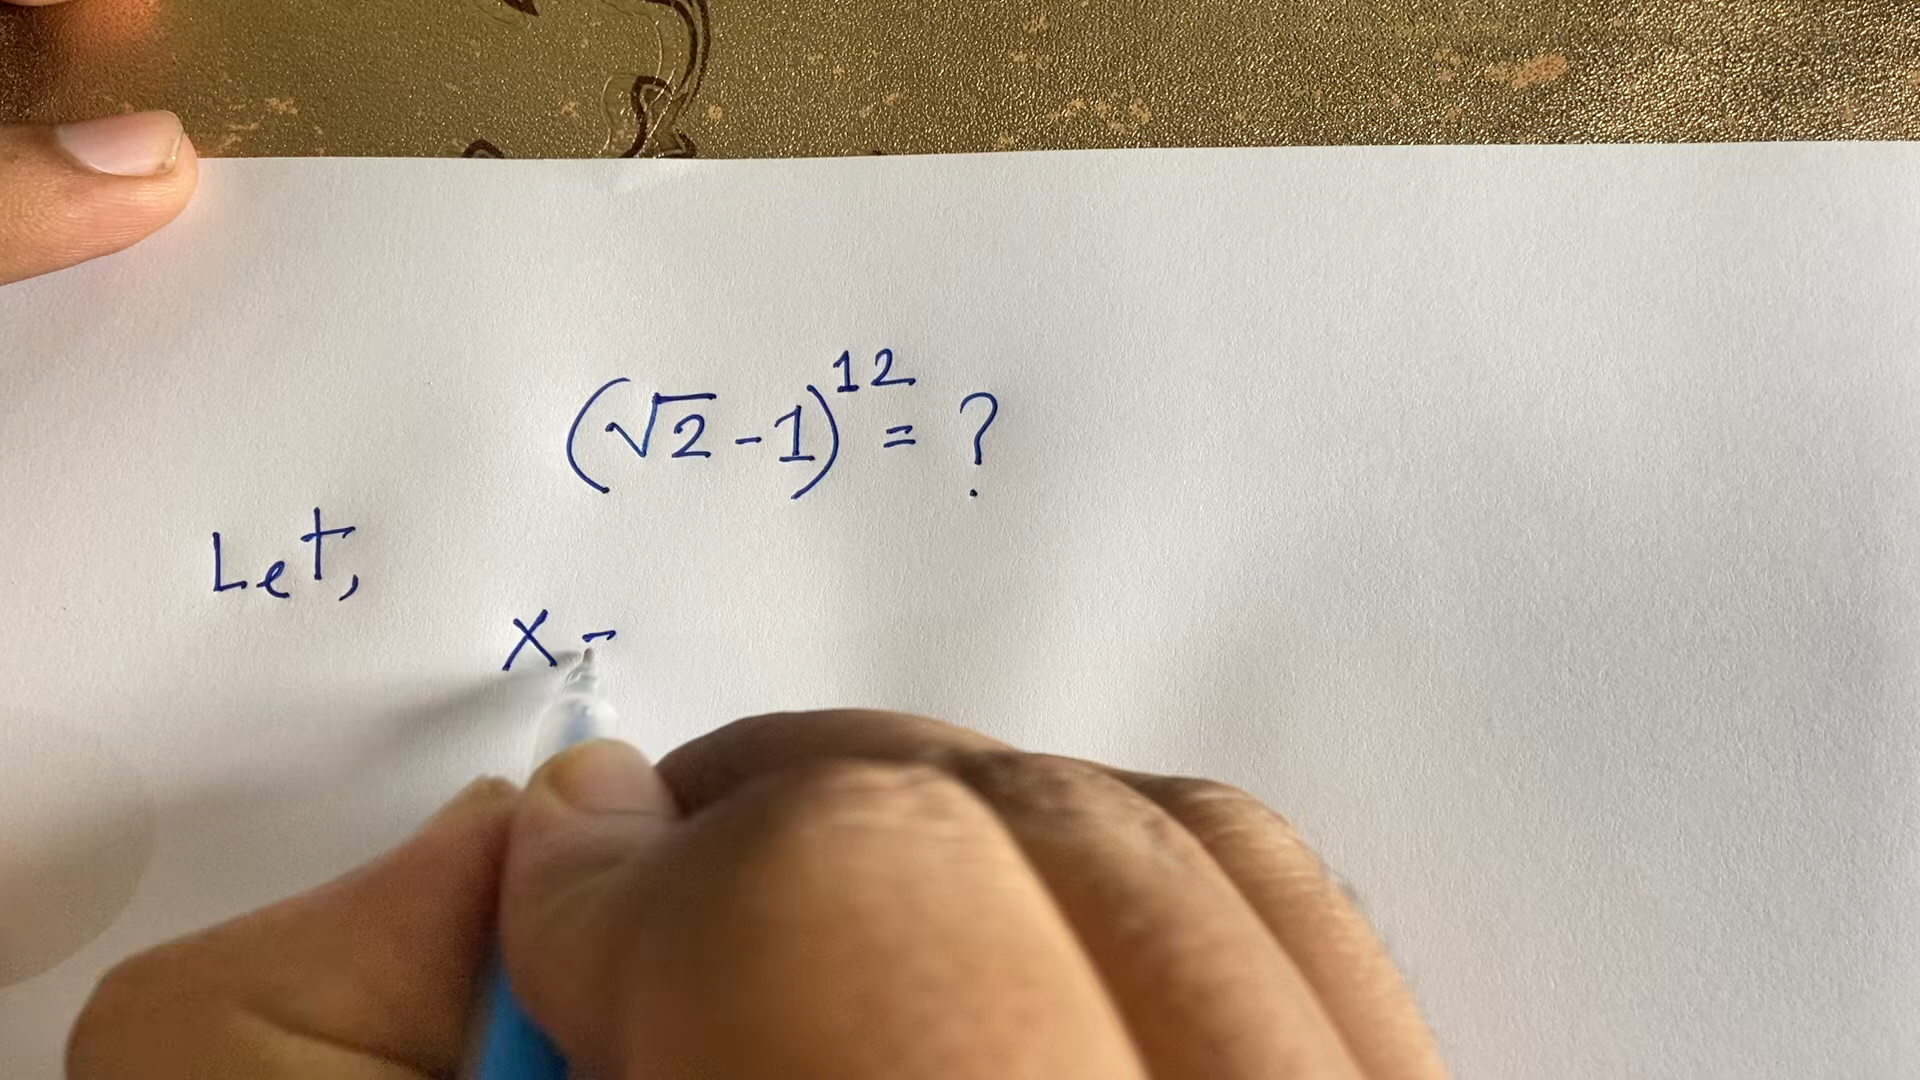 (√2-1)^12 = ?
Let,
x =